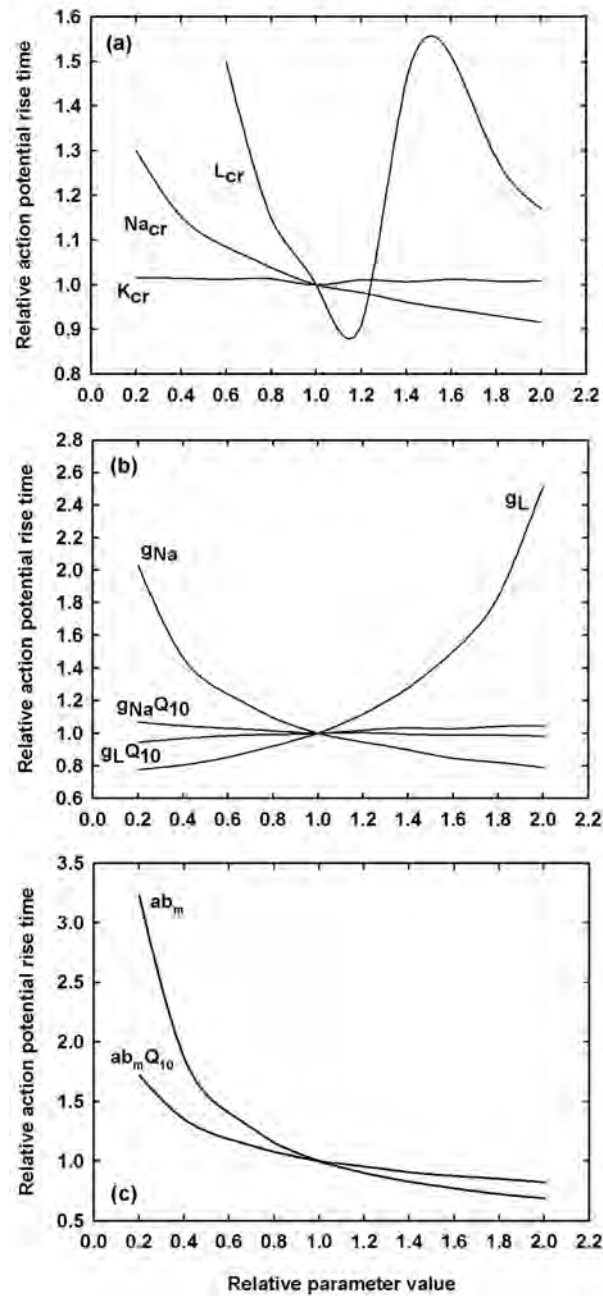 Relative action potential rise time
1.6
1.5
1.4
1.3
1.2
1.1
1.0
0.9
0.8
(a)
Lcr
Nacr
Kcr
0.0 0.2 0.4 0.6 0.8 1.0 1.2 1.4 1.6 1.8 2.0 2.2
Relative action potential rise time
2.8
2.6
2.4
2.2
2.0
1.8
1.6
1.4
1.2
1.0
0.8
0.6
(b)
gL
gNa
gNaQ10
gLQ10
0.0 0.2 0.4 0.6 0.8 1.0 1.2 1.4 1.6 1.8 2.0 2.2
Relative action potential rise time
3.5
3.0
2.5
2.0
1.5
1.0
0.5
abm
abmQ10
(c)
0.0 0.2 0.4 0.6 0.8 1.0 1.2 1.4 1.6 1.8 2.0 2.2
Relative parameter value